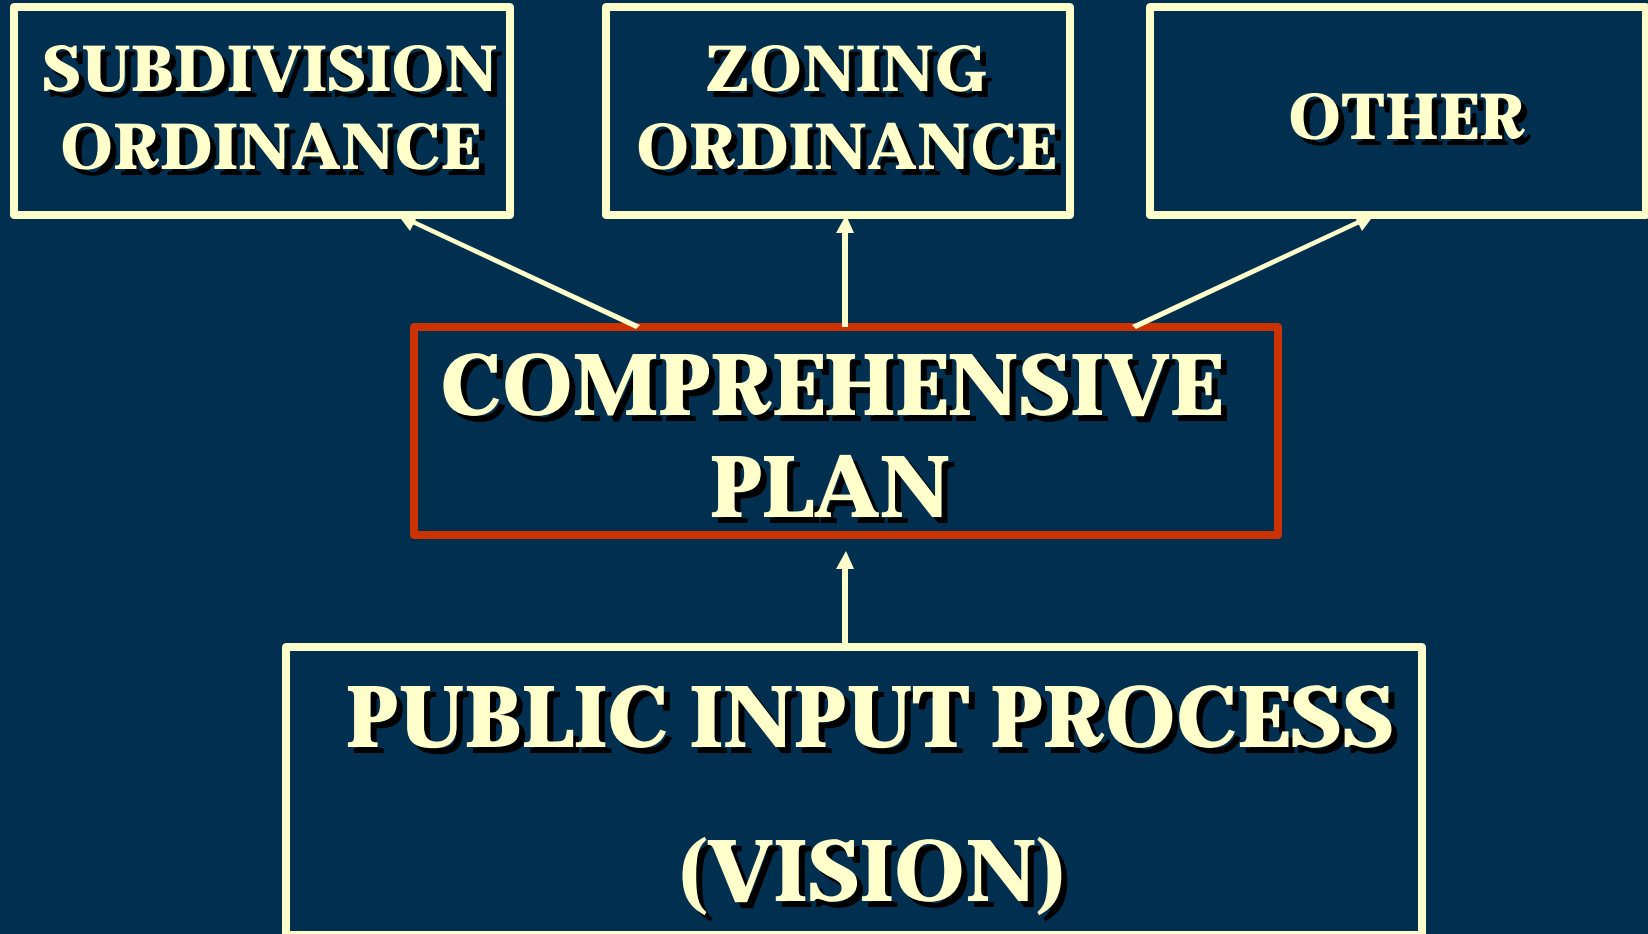 SUBDIVISION
ORDINANCE
ZONING
ORDINANCE
OTHER
COMPREHENSIVE
PLAN
PUBLIC INPUT PROCESS
(VISION)